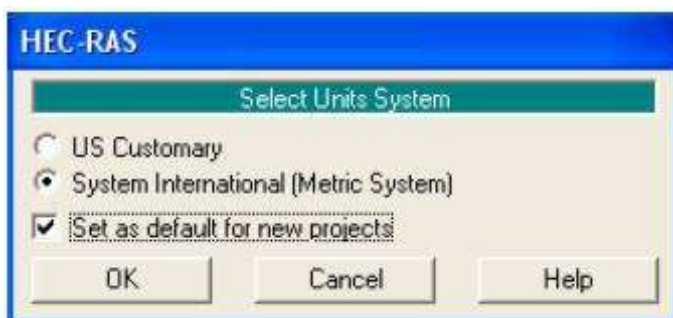 HEC-RAS
Select Units System
US Customary
System International (Metric System)
Set as default for new projects
OK Cancel Help